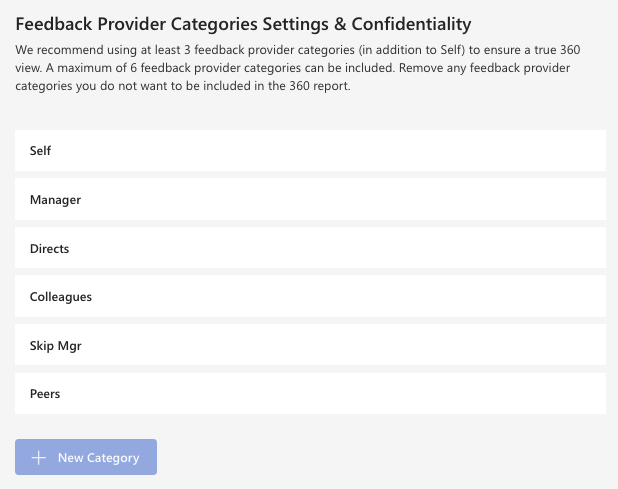 Feedback Provider Categories Settings & Confidentiality
We recommend using at least 3 feedback provider categories (in addition to Self) to ensure a true 360
view. A maximum of 6 feedback provider categories can be included. Remove any feedback provider
categories you do not want to be included in the 360 report.
Self
Manager
Directs
Colleagues
Skip Mgr
Peers
New Category